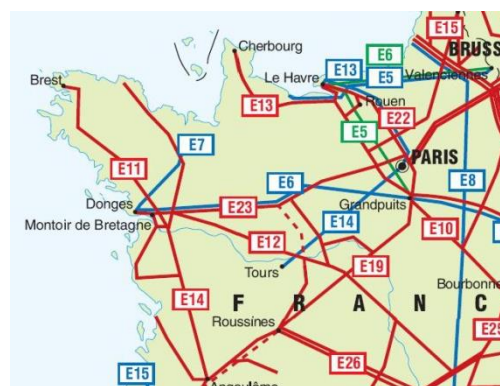 E15
Cherbourg
E6
BRUSS
E13
Le Havre
E5
Valenciennes
Brest
E13
Rouen
E22
E7
E5
PARIS
E11
E6
E8
Donges
E23
Grandpuits
Montoir de Bretagne
E14
E12
E10
Tours
E19
Bourbonne
E14
F R A N C
Roussines
E25
E26
E15
Angoulême